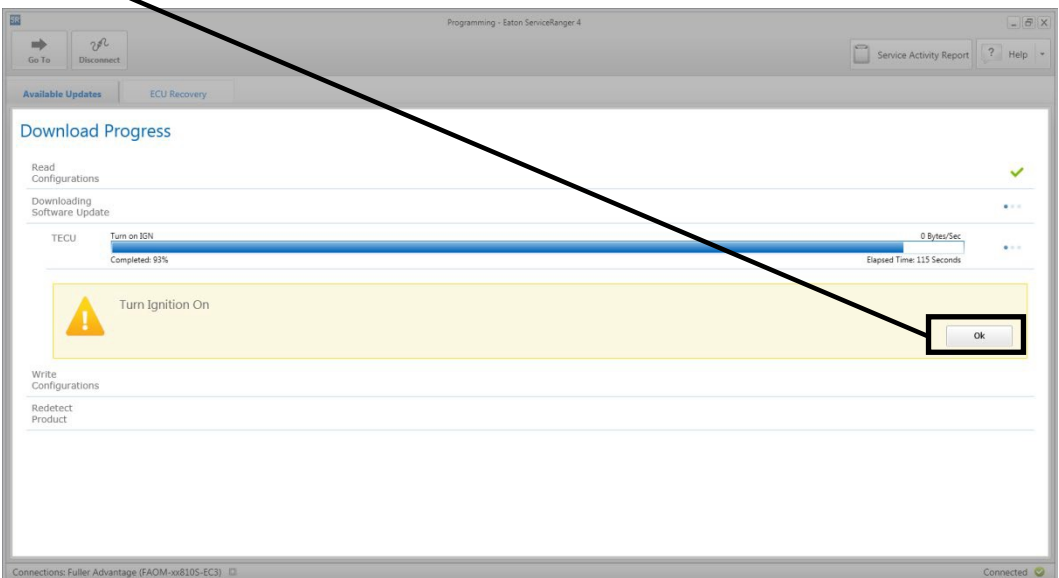 SR
Programming - Eaton ServiceRanger 4
Go To
Disconnect
Service Activity Report
? Help
Available Updates
ECU Recovery
Download Progress
Read
Configurations
Downloading
Software Update
TECU
Turn on IGN
0 Bytes/Sec
Completed: 93%
Elapsed Time: 115 Seconds
Turn Ignition On
Ok
Write
Configurations
Redetect
Product
Connections: Fuller Advantage (FAOM-xx810S-EC3)
Connected